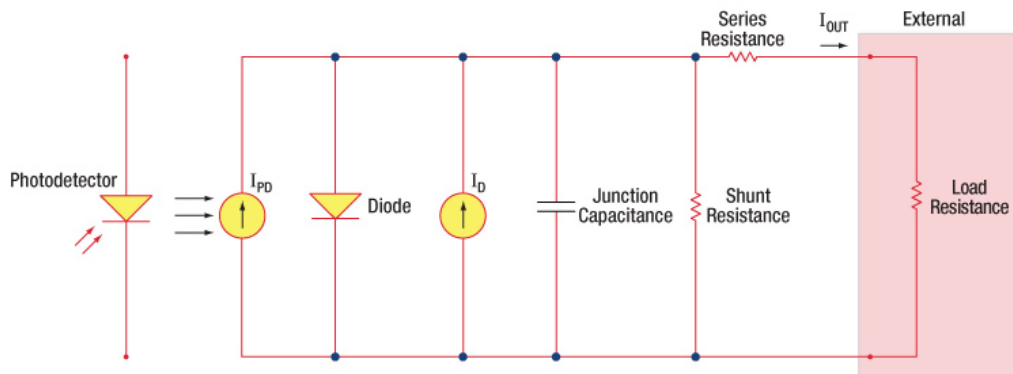 Photodetector
I_PD
Diode
I_D
Junction
Capacitance
Shunt
Resistance
Series
Resistance
I_OUT
External
Load
Resistance